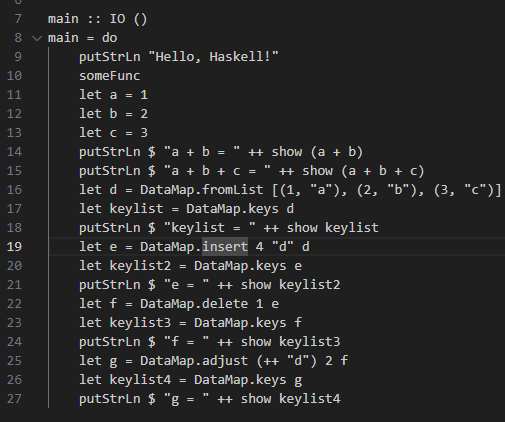 7 main :: IO ()
8 main = do
9 putStrLn "Hello, Haskell!"
10 someFunc
11 let a = 1
12 let b = 2
13 let c = 3
14 putStrLn $ "a + b = " ++ show (a + b)
15 putStrLn $ "a + b + c = " ++ show (a + b + c)
16 let d = DataMap.fromList [(1, "a"), (2, "b"), (3, "c")]
17 let keylist = DataMap.keys d
18 putStrLn $ "keylist = " ++ show keylist
19 let e = DataMap.insert 4 "d" d
20 let keylist2 = DataMap.keys e
21 putStrLn $ "e = " ++ show keylist2
22 let f = DataMap.delete 1 e
23 let keylist3 = DataMap.keys f
24 putStrLn $ "f = " ++ show keylist3
25 let g = DataMap.adjust (++ "d") 2 f
26 let keylist4 = DataMap.keys g
27 putStrLn $ "g = " ++ show keylist4